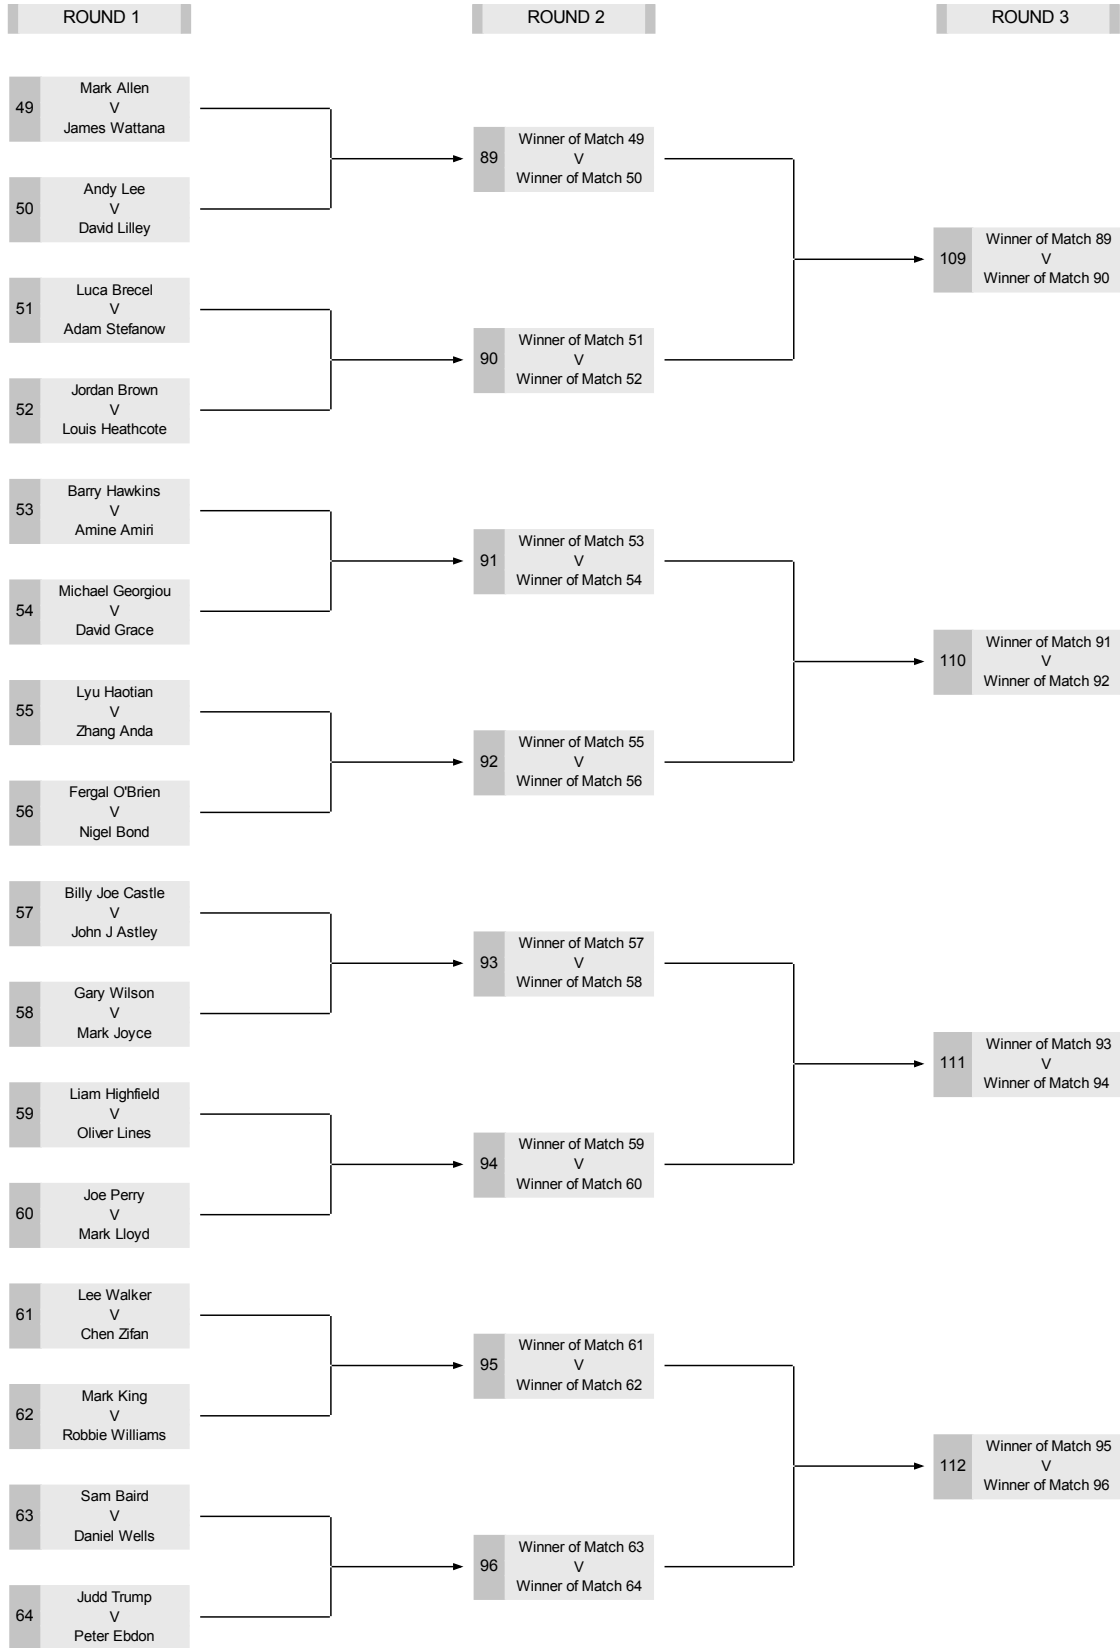 ROUND 1
ROUND 2
ROUND 3
49
Mark Allen
V
James Wattana
50
Andy Lee
V
David Lilley
51
Luca Brecel
V
Adam Stefanow
52
Jordan Brown
V
Louis Heathcote
53
Barry Hawkins
V
Amine Amiri
54
Michael Georgiou
V
David Grace
55
Lyu Haotian
V
Zhang Anda
56
Fergal O'Brien
V
Nigel Bond
57
Billy Joe Castle
V
John J Astley
58
Gary Wilson
V
Mark Joyce
59
Liam Highfield
V
Oliver Lines
60
Joe Perry
V
Mark Lloyd
61
Lee Walker
V
Chen Zifan
62
Mark King
V
Robbie Williams
63
Sam Baird
V
Daniel Wells
64
Judd Trump
V
Peter Ebdon
89
Winner of Match 49
V
Winner of Match 50
90
Winner of Match 51
V
Winner of Match 52
91
Winner of Match 53
V
Winner of Match 54
92
Winner of Match 55
V
Winner of Match 56
93
Winner of Match 57
V
Winner of Match 58
94
Winner of Match 59
V
Winner of Match 60
95
Winner of Match 61
V
Winner of Match 62
96
Winner of Match 63
V
Winner of Match 64
109
Winner of Match 89
V
Winner of Match 90
110
Winner of Match 91
V
Winner of Match 92
111
Winner of Match 93
V
Winner of Match 94
112
Winner of Match 95
V
Winner of Match 96